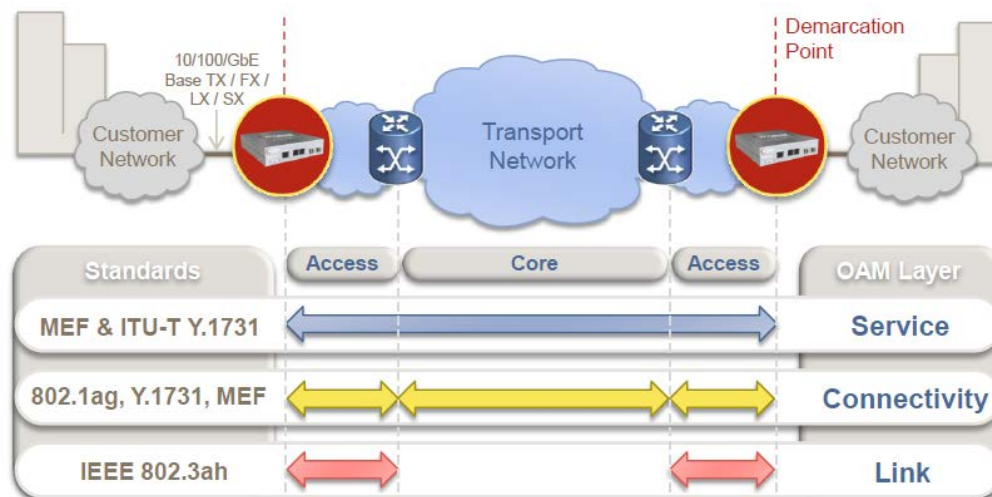 Demarcation
Point
10/100/GbE
Base TX / FX /
LX / SX
Customer
Network
Transport
Network
Customer
Network
Standards
Access
Core
Access
OAM Layer
MEF & ITU-T Y.1731
Service
802.1ag, Y.1731, MEF
Connectivity
IEEE 802.3ah
Link